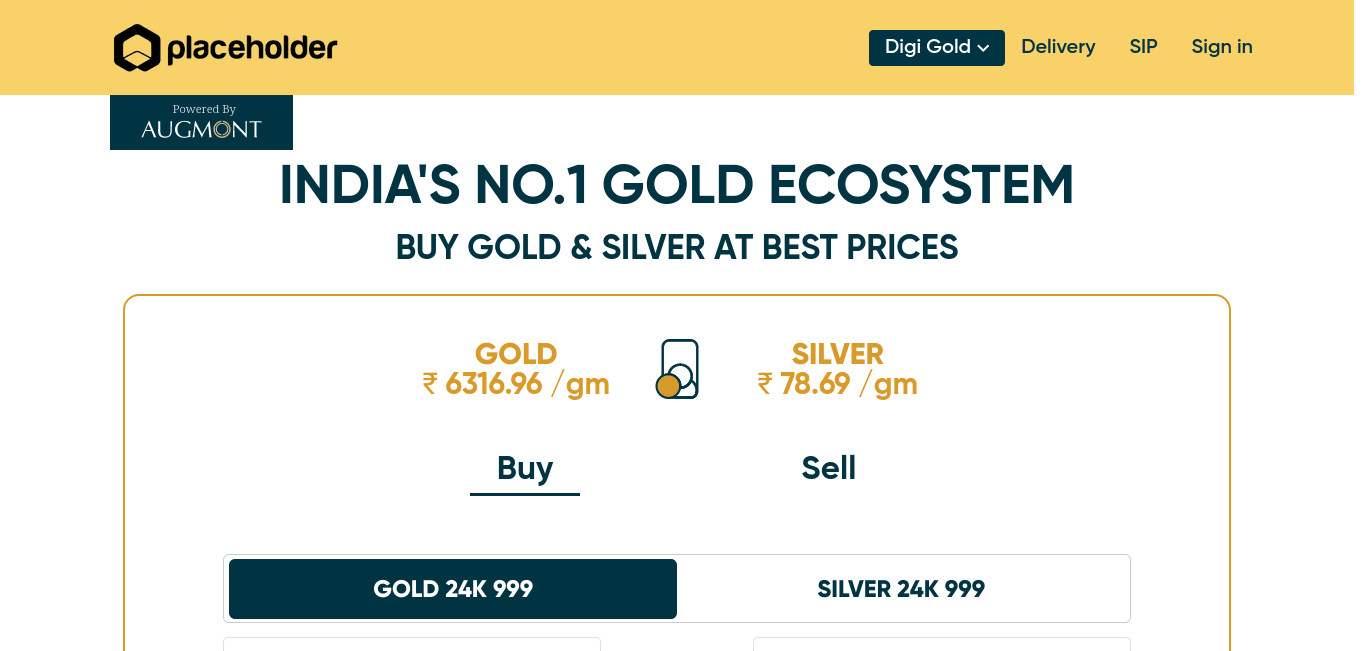 placeholder
Digi Gold Delivery SIP Sign in
Powered By
AUGMONT
INDIA'S NO.1 GOLD ECOSYSTEM
BUY GOLD & SILVER AT BEST PRICES
GOLD
₹ 6316.96 /gm
SILVER
₹ 78.69 /gm
Buy Sell
GOLD 24K 999 SILVER 24K 999